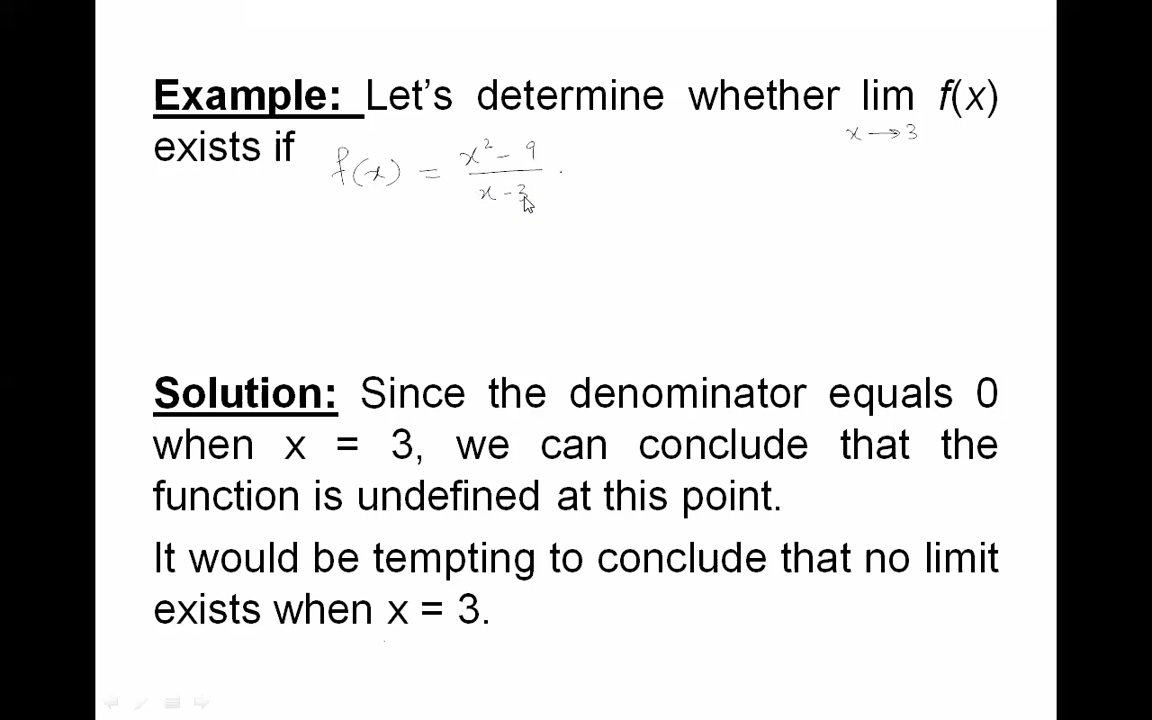 Example: Let's determine whether lim f(x)
x → 3
exists if f(x) = x² - 9 / x - 3 .
Solution: Since the denominator equals 0
when x = 3, we can conclude that the
function is undefined at this point.
It would be tempting to conclude that no limit
exists when x = 3.